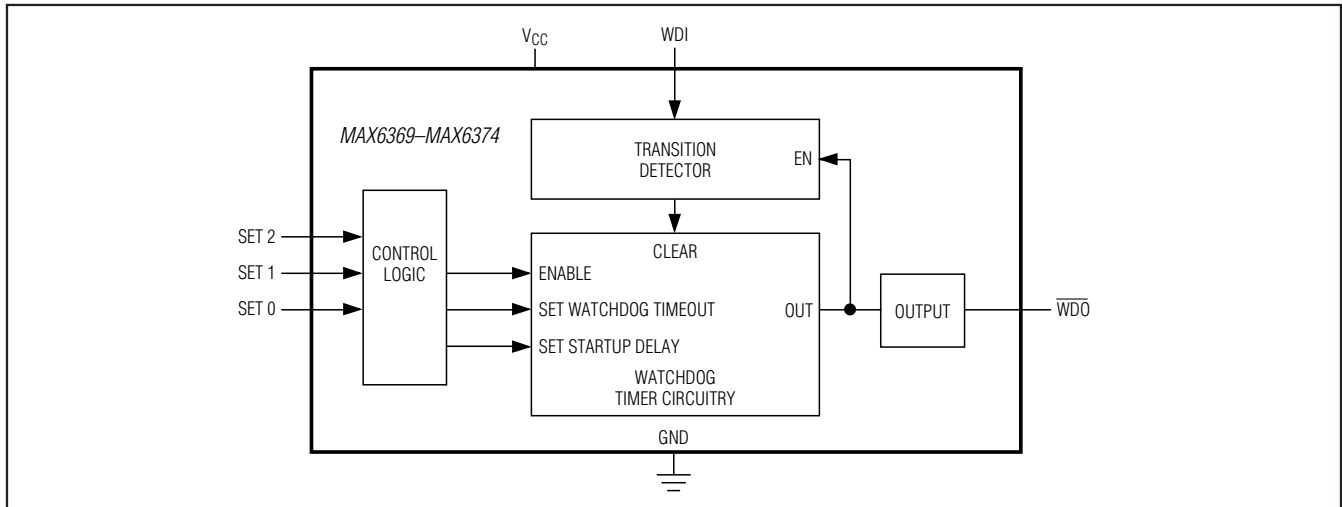 VCC
WDI
MAX6369–MAX6374
TRANSITION
DETECTOR
EN
SET 2
SET 1
SET 0
CONTROL
LOGIC
CLEAR
ENABLE
SET WATCHDOG TIMEOUT
SET STARTUP DELAY
OUT
WATCHDOG
TIMER CIRCUITRY
OUTPUT
W̅D̅O̅
GND